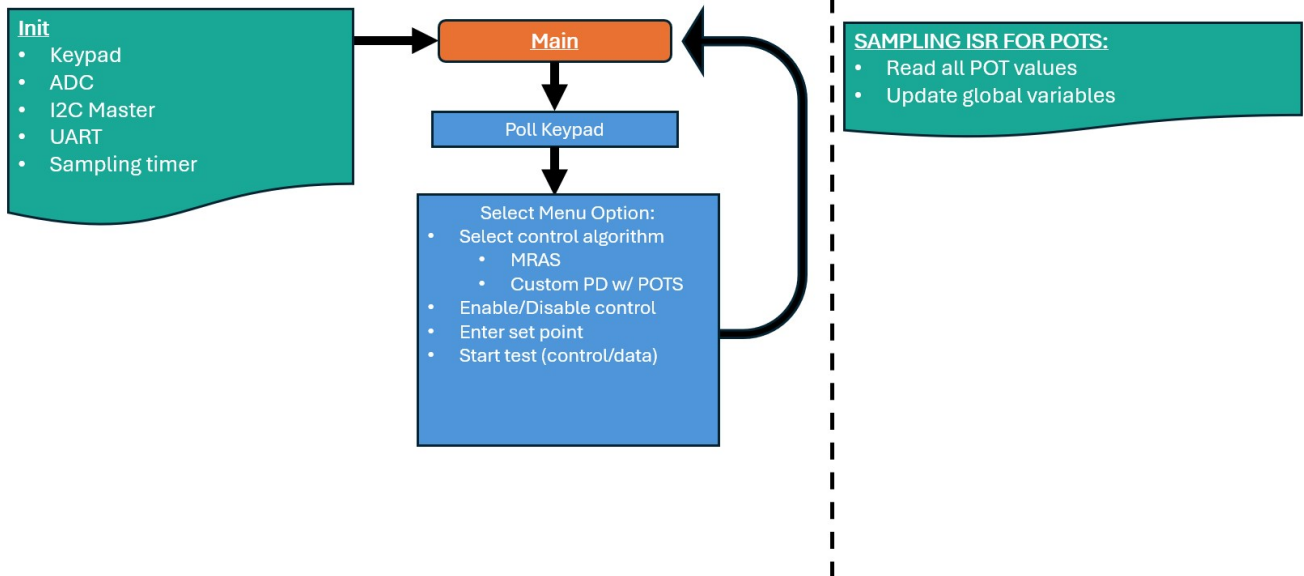 Init
• Keypad
• ADC
• I2C Master
• UART
• Sampling timer
Main
Poll Keypad
Select Menu Option:
• Select control algorithm
• MRAS
• Custom PD w/ POTS
• Enable/Disable control
• Enter set point
• Start test (control/data)
SAMPLING ISR FOR POTS:
• Read all POT values
• Update global variables